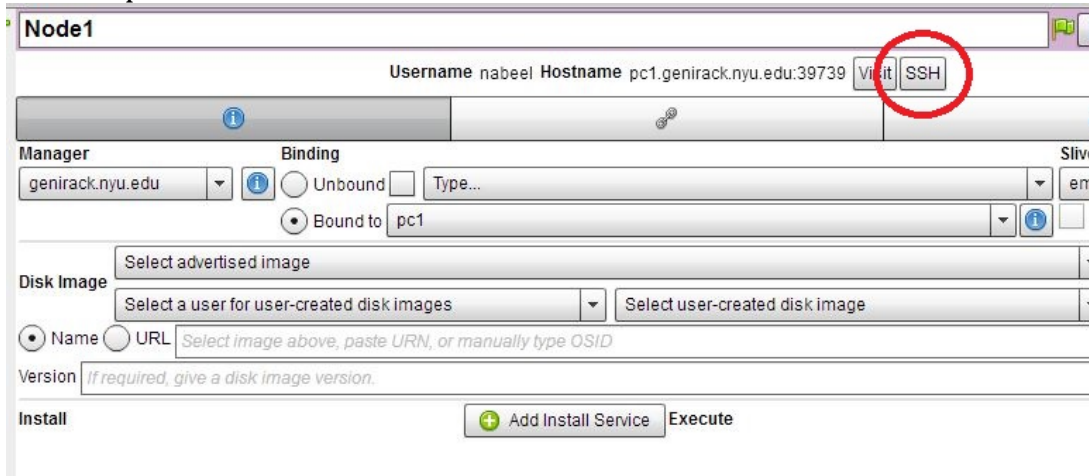 Node1
Username nabeel Hostname pc1.genirack.nyu.edu:39739 Visit SSH
Manager Binding
genirack.nyu.edu Unbound Type...
Bound to pc1
Select advertised image
Disk Image
Select a user for user-created disk images Select user-created disk image
Name URL Select image above, paste URN, or manually type OSID
Version If required, give a disk image version.
Install Add Install Service Execute